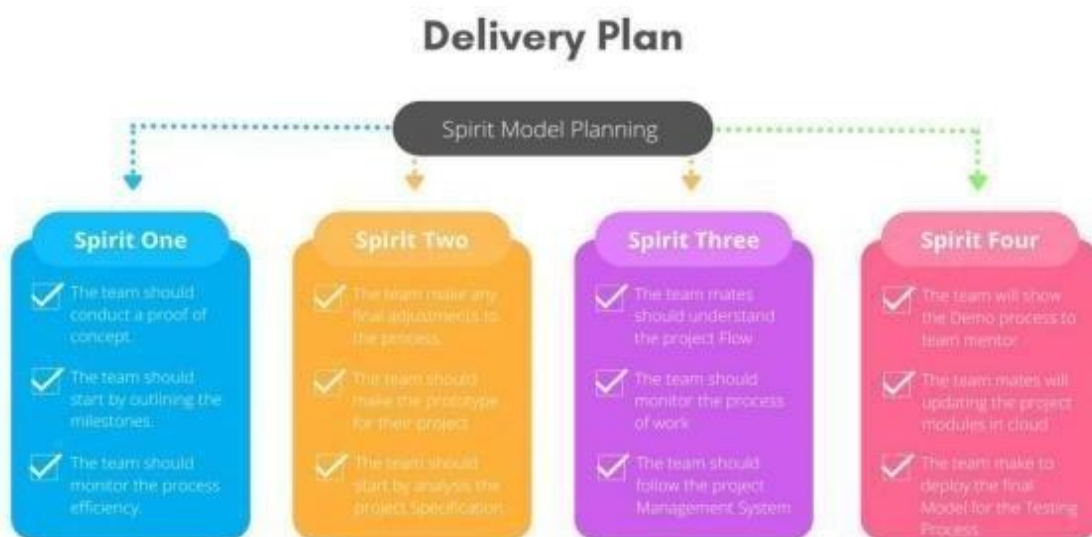 Delivery Plan
Spirit Model Planning
Spirit One
The team should
conduct a proof of
concept.
The team should
start by outlining the
milestones.
The team should
monitor the process
efficiency.
Spirit Two
The team make any
final adjustments to
the process.
The team should
make the prototype
for their project
The team should
start by analysis the
project Specification
Spirit Three
The team mates
should understand
the project Flow
The team should
monitor the process
of work
The team should
follow the project
Management System
Spirit Four
The team will show
the Demo process to
team mentor
The team mates will
updating the project
modules in cloud
The team make to
deploy the final
Model for the Testing
Process